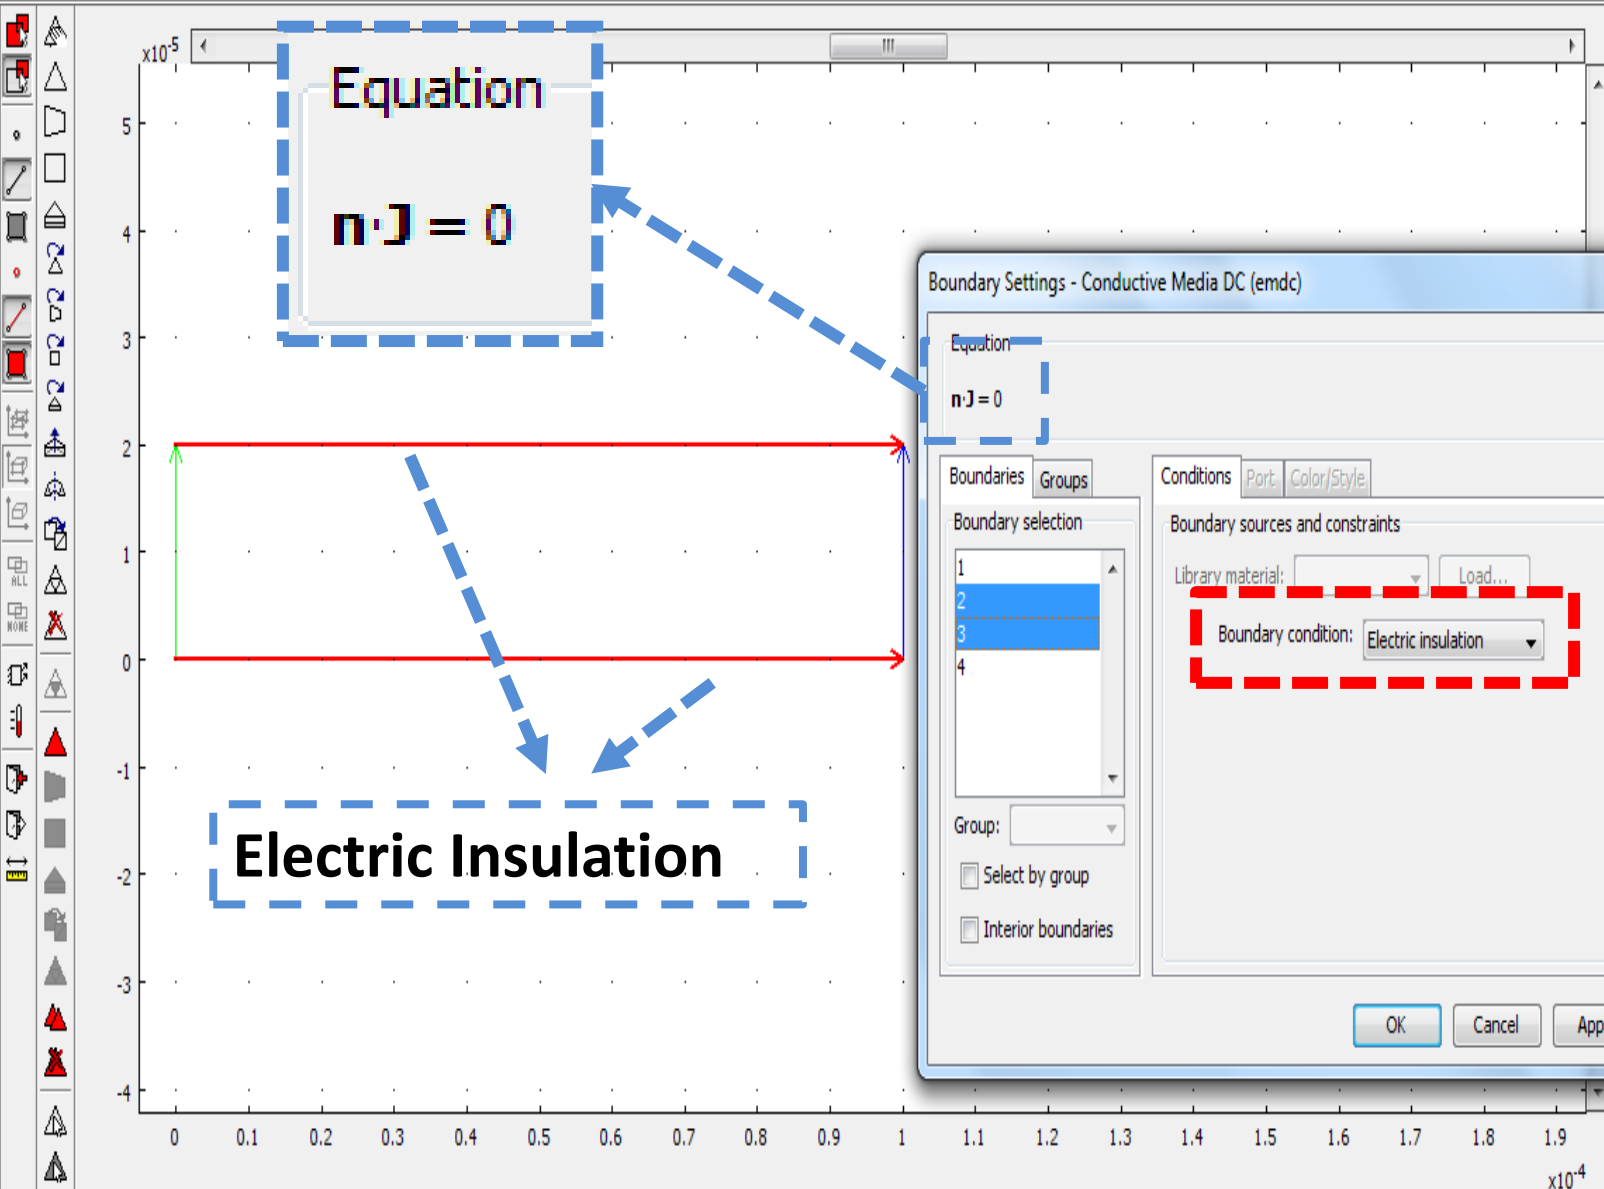 x10-5
5
4
3
2
1
0
-1
-2
-3
-4
Equation
n·J = 0
Electric Insulation
ALL
NONE
0 0.1 0.2 0.3 0.4 0.5 0.6 0.7 0.8 0.9 1 1.1 1.2 1.3 1.4 1.5 1.6 1.7 1.8 1.9
x10-4
Boundary Settings - Conductive Media DC (emdc)
Equation
n·J = 0
Boundaries Groups
Boundary selection
1
2
3
4
Group:
Select by group
Interior boundaries
Conditions Port Color/Style
Boundary sources and constraints
Library material: Load...
Boundary condition: Electric insulation
OK Cancel App